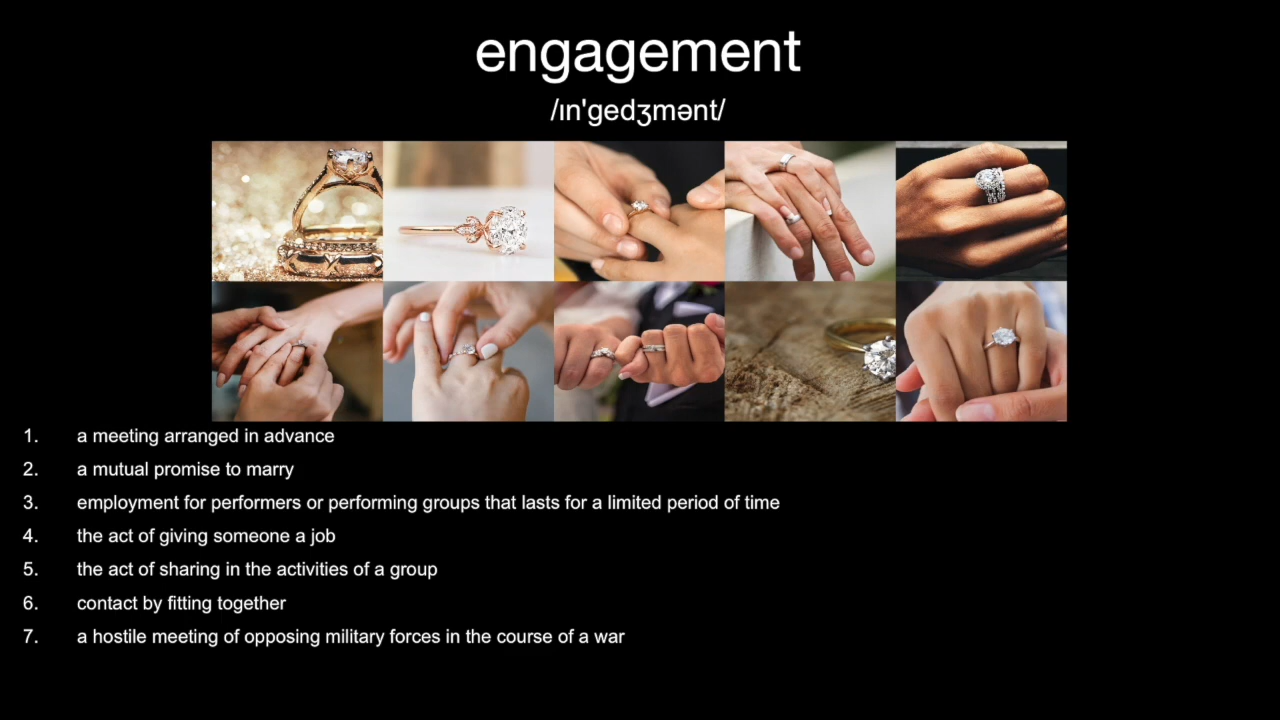 engagement
/ɪn'gedʒmənt/
1. a meeting arranged in advance
2. a mutual promise to marry
3. employment for performers or performing groups that lasts for a limited period of time
4. the act of giving someone a job
5. the act of sharing in the activities of a group
6. contact by fitting together
7. a hostile meeting of opposing military forces in the course of a war